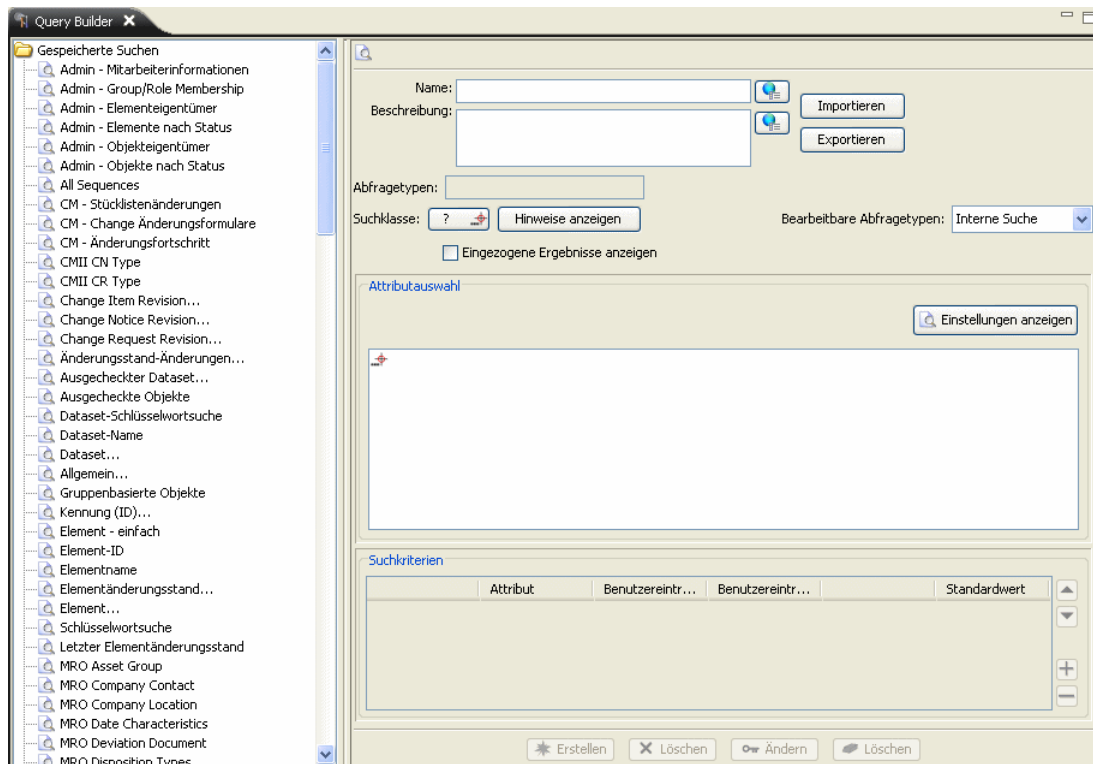 Query Builder
Gespeicherte Suchen
Admin - Mitarbeiterinformationen
Admin - Group/Role Membership
Admin - Elementeigentümer
Admin - Elemente nach Status
Admin - Objekteigentümer
Admin - Objekte nach Status
All Sequences
CM - Stücklistenänderungen
CM - Change Änderungsformulare
CM - Änderungsfortschritt
CMII CN Type
CMII CR Type
Change Item Revision...
Change Notice Revision...
Change Request Revision...
Änderungsstand-Änderungen...
Ausgecheckter Dataset...
Ausgecheckte Objekte
Dataset-Schlüsselwortsuche
Dataset-Name
Dataset...
Allgemein...
Gruppenbasierte Objekte
Kennung (ID)...
Element - einfach
Element-ID
Elementname
Elementänderungsstand...
Element...
Schlüsselwortsuche
Letzter Elementänderungsstand
MRO Asset Group
MRO Company Contact
MRO Company Location
MRO Date Characteristics
MRO Deviation Document
MRO Disposition Types
Name:
Importieren
Beschreibung:
Exportieren
Abfragetypen:
Suchklasse: ? Hinweise anzeigen Bearbeitbare Abfragetypen: Interne Suche
Eingezogene Ergebnisse anzeigen
Attributauswahl
Einstellungen anzeigen
Suchkriterien
Attribut Benutzereintr... Benutzereintr... Standardwert
Erstellen Löschen Ändern Löschen